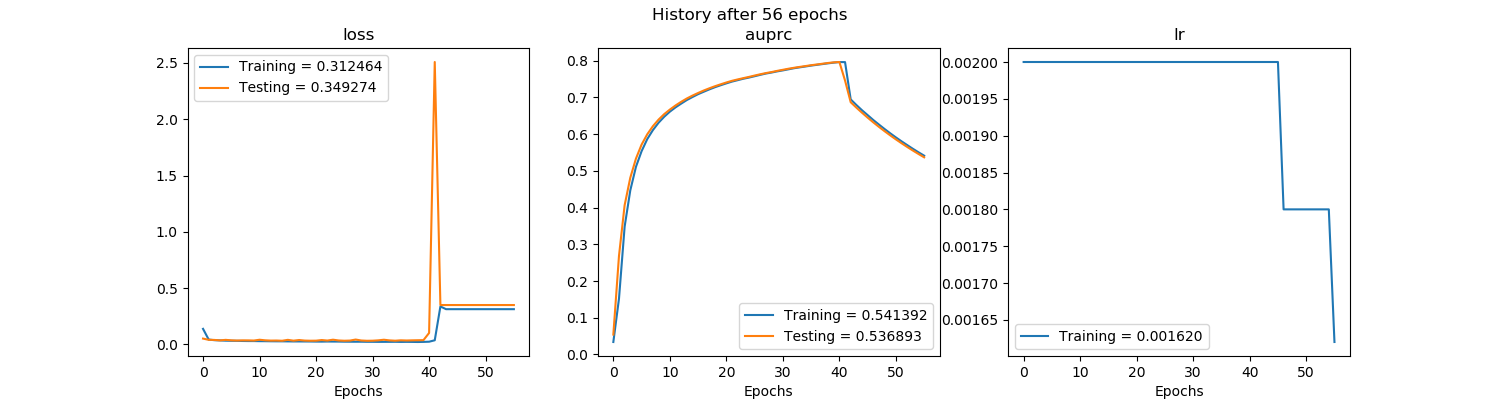 History after 56 epochs
loss
Training = 0.312464
Testing = 0.349274
2.5
2.0
1.5
1.0
0.5
0.0
0 10 20 30 40 50
Epochs
auprc
0.8
0.7
0.6
0.5
0.4
0.3
0.2
0.1
0.0
Training = 0.541392
Testing = 0.536893
0 10 20 30 40 50
Epochs
lr
0.00200
0.00195
0.00190
0.00185
0.00180
0.00175
0.00170
0.00165
Training = 0.001620
0 10 20 30 40 50
Epochs